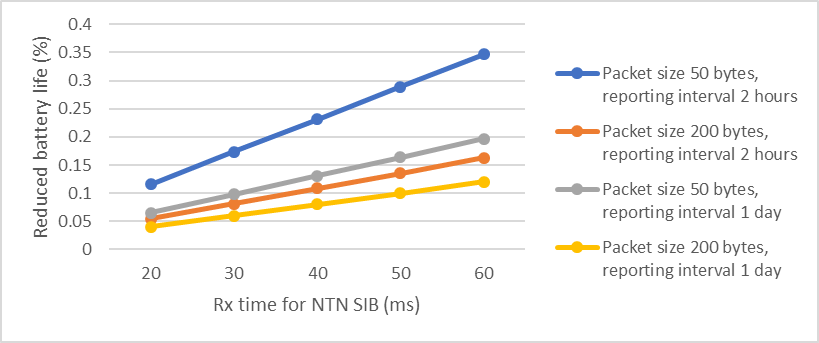 Reduced battery life (%)
0.4
0.35
0.3
0.25
0.2
0.15
0.1
0.05
0
20 30 40 50 60
Rx time for NTN SIB (ms)
Packet size 50 bytes,
reporting interval 2 hours
Packet size 200 bytes,
reporting interval 2 hours
Packet size 50 bytes,
reporting interval 1 day
Packet size 200 bytes,
reporting interval 1 day